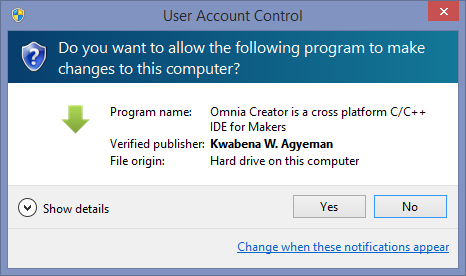 User Account Control
Do you want to allow the following program to make
changes to this computer?
Program name: Omnia Creator is a cross platform C/C++
IDE for Makers
Verified publisher: Kwabena W. Agyeman
File origin: Hard drive on this computer
Show details
Yes
No
Change when these notifications appear